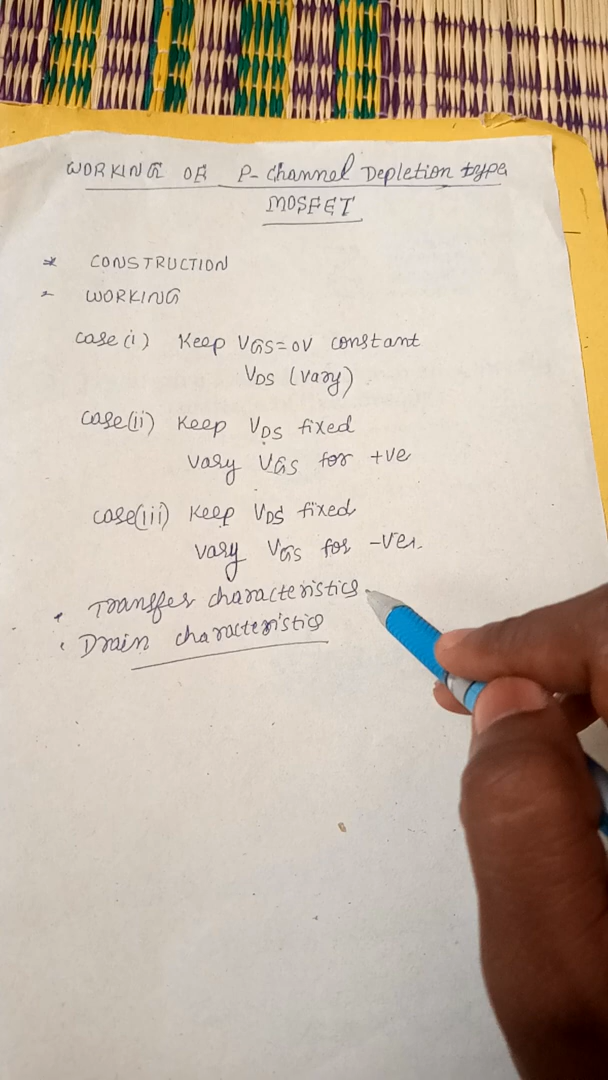 WORKING OF P-channel Depletion type
MOSFET
* CONSTRUCTION
- WORKING
case(i) Keep VGS=0V constant
VDS (vary)
case(ii) Keep VDS fixed
vary VGS for +ve
case(iii) Keep VDS fixed
vary VGS for -ve.
* Transfer characteristics
• Drain characteristics